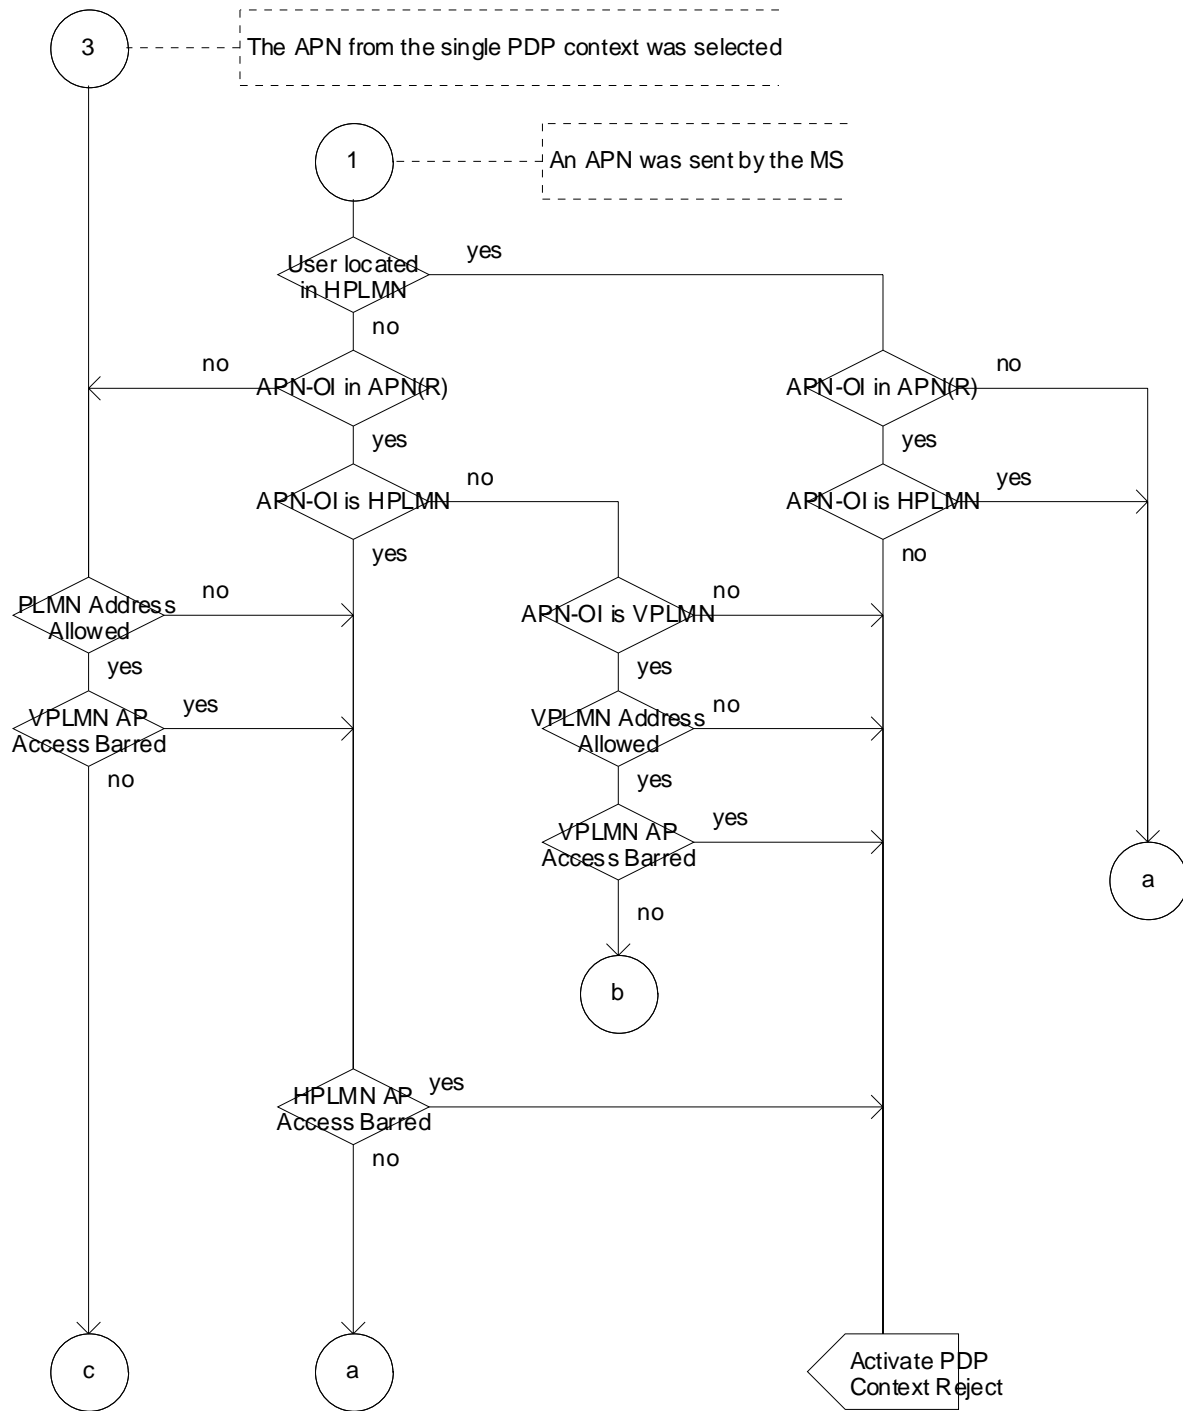 3
The APN from the single PDP context was selected
1
An APN was sent by the MS
User located
in HPLMN
yes
no
no
APN-OI in APN(R)
APN-OI in APN(R)
no
yes
yes
APN-OI is HPLMN
no
APN-OI is HPLMN
yes
yes
no
PLMN Address
Allowed
no
APN-OI is VPLMN
no
yes
yes
VPLMN AP
Access Barred
yes
VPLMN Address
Allowed
no
no
yes
VPLMN AP
Access Barred
yes
a
no
b
HPLMN AP
Access Barred
yes
no
c
a
Activate PDP
Context Reject